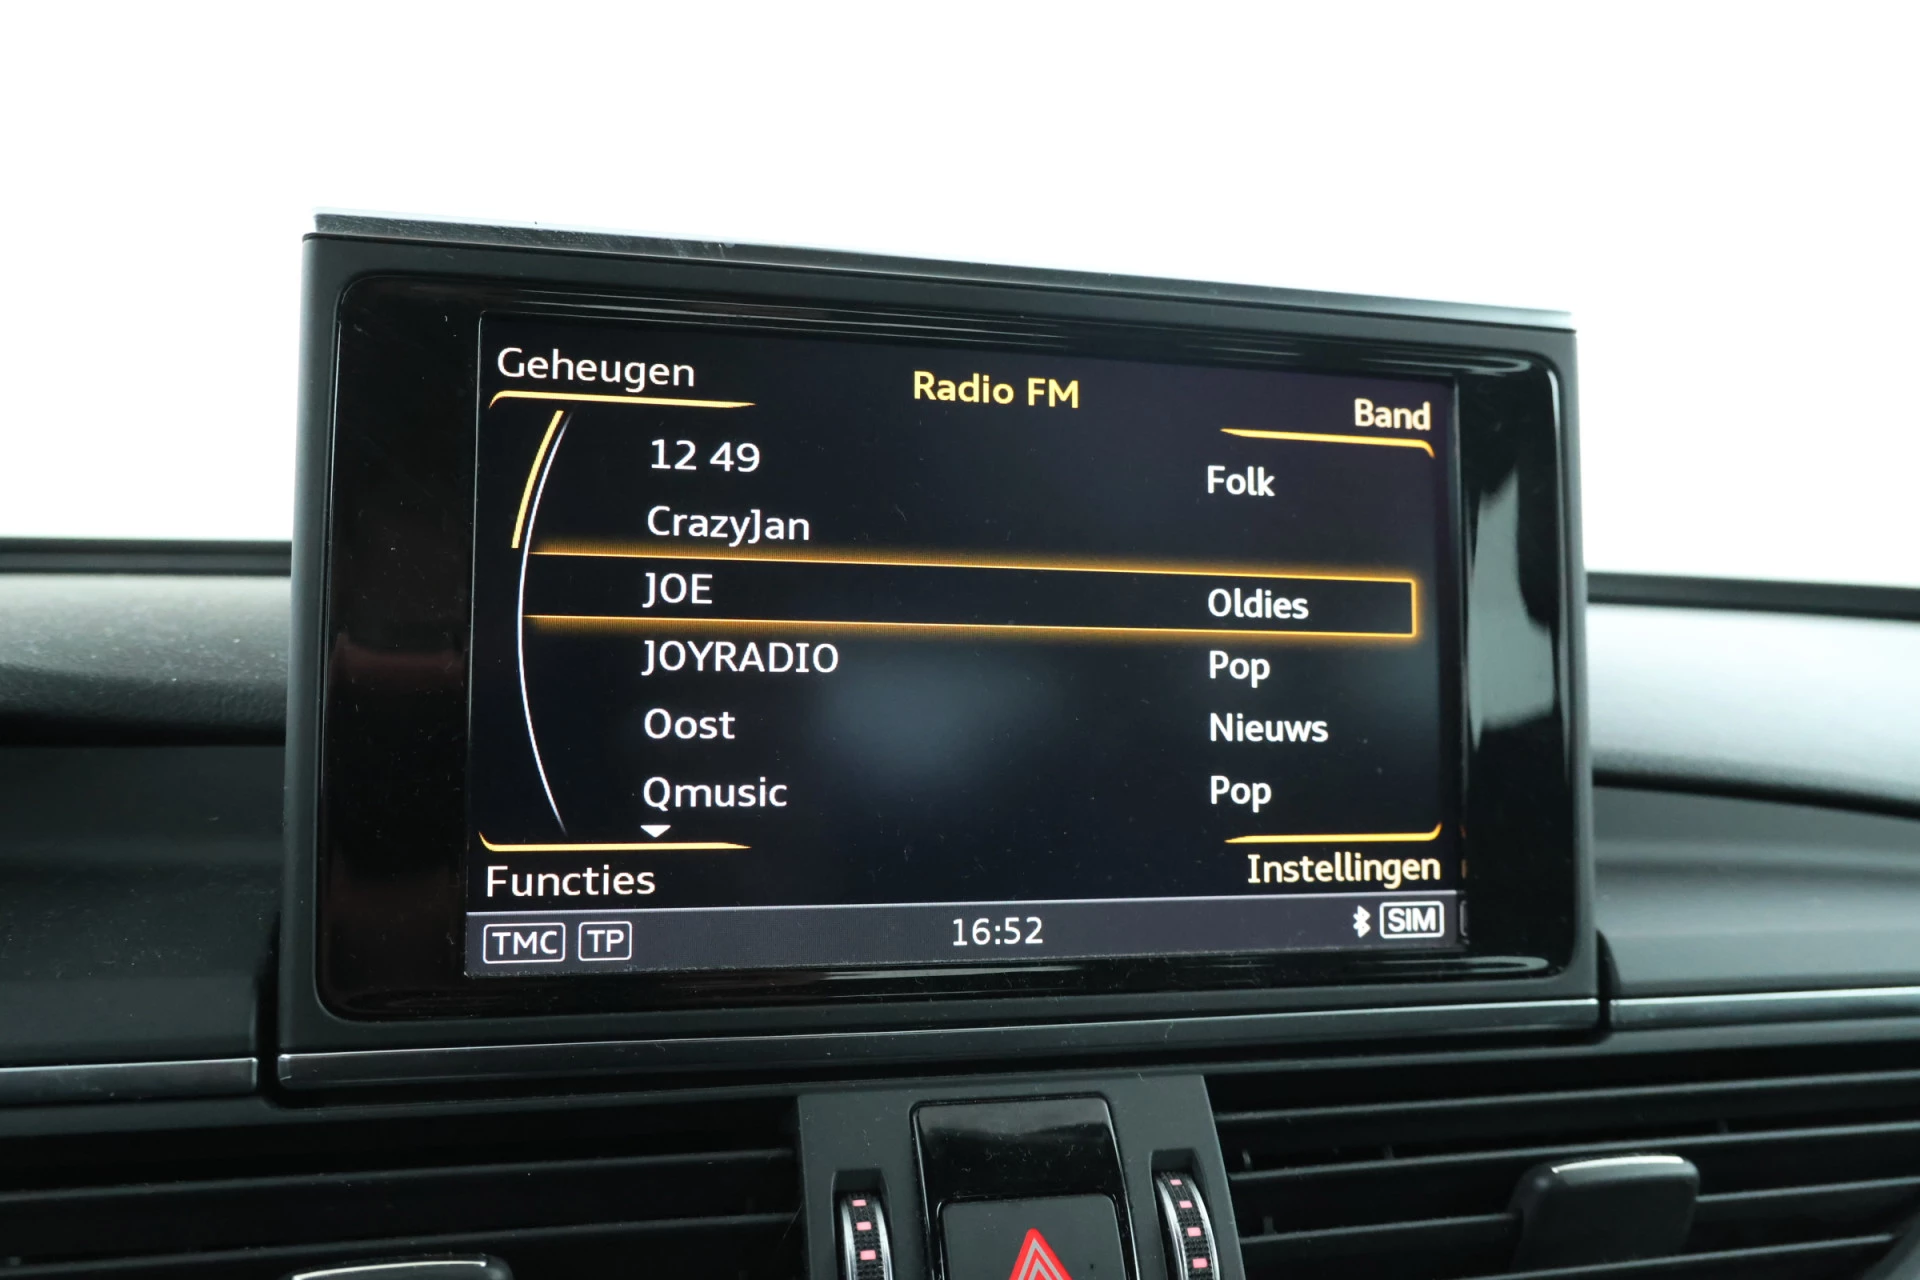 Geheugen
Radio FM
Band
12 49 Folk
CrazyJan
JOE Oldies
JOYRADIO Pop
Oost Nieuws
Qmusic Pop
Functies
Instellingen
TMC TP 16:52 SIM